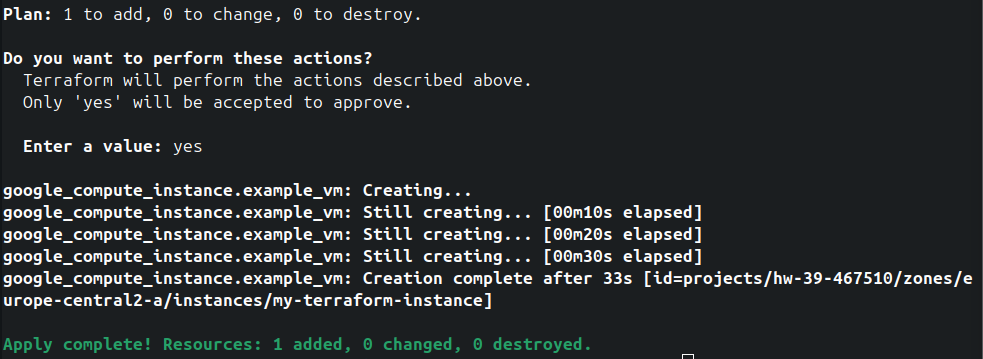 Plan: 1 to add, 0 to change, 0 to destroy.
Do you want to perform these actions?
Terraform will perform the actions described above.
Only 'yes' will be accepted to approve.
Enter a value: yes
google_compute_instance.example_vm: Creating...
google_compute_instance.example_vm: Still creating... [00m10s elapsed]
google_compute_instance.example_vm: Still creating... [00m20s elapsed]
google_compute_instance.example_vm: Still creating... [00m30s elapsed]
google_compute_instance.example_vm: Creation complete after 33s [id=projects/hw-39-467510/zones/e
urope-central2-a/instances/my-terraform-instance]
Apply complete! Resources: 1 added, 0 changed, 0 destroyed.